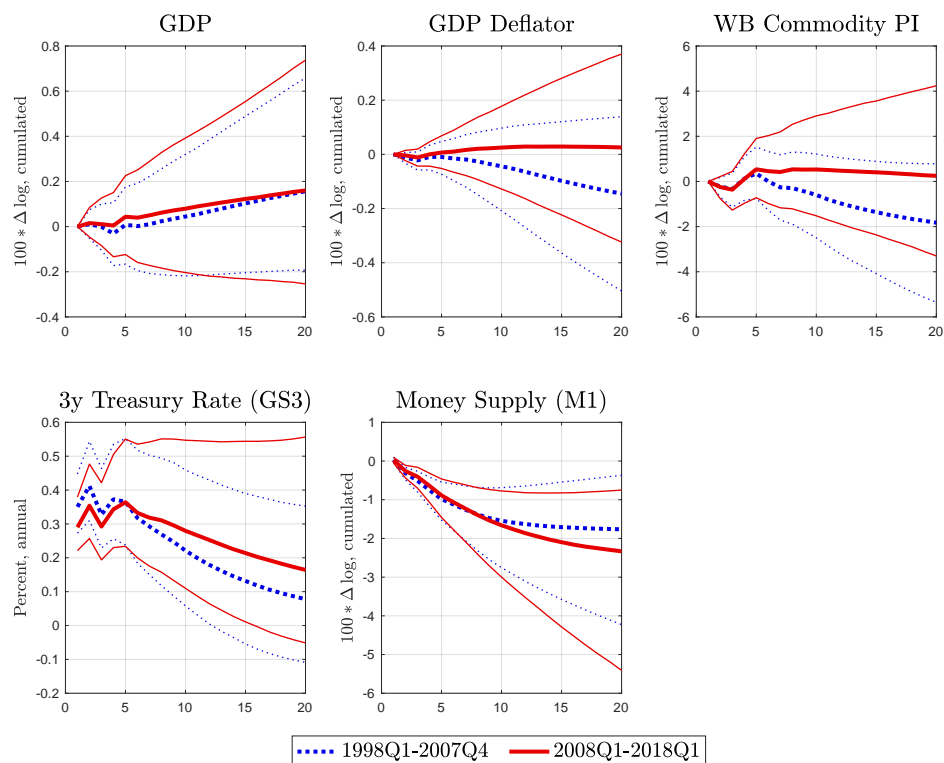 GDP
GDP Deflator
WB Commodity PI
100 * Δ log, cumulated
0.8
0.6
0.4
0.2
0
-0.2
-0.4
0 5 10 15 20
100 * Δ log, cumulated
0.4
0.2
0
-0.2
-0.4
-0.6
0 5 10 15 20
100 * Δ log, cumulated
6
4
2
0
-2
-4
-6
0 5 10 15 20
3y Treasury Rate (GS3)
Money Supply (M1)
Percent, annual
0.6
0.5
0.4
0.3
0.2
0.1
0
-0.1
-0.2
0 5 10 15 20
100 * Δ log, cumulated
1
0
-1
-2
-3
-4
-5
-6
0 5 10 15 20
1998Q1-2007Q4 2008Q1-2018Q1